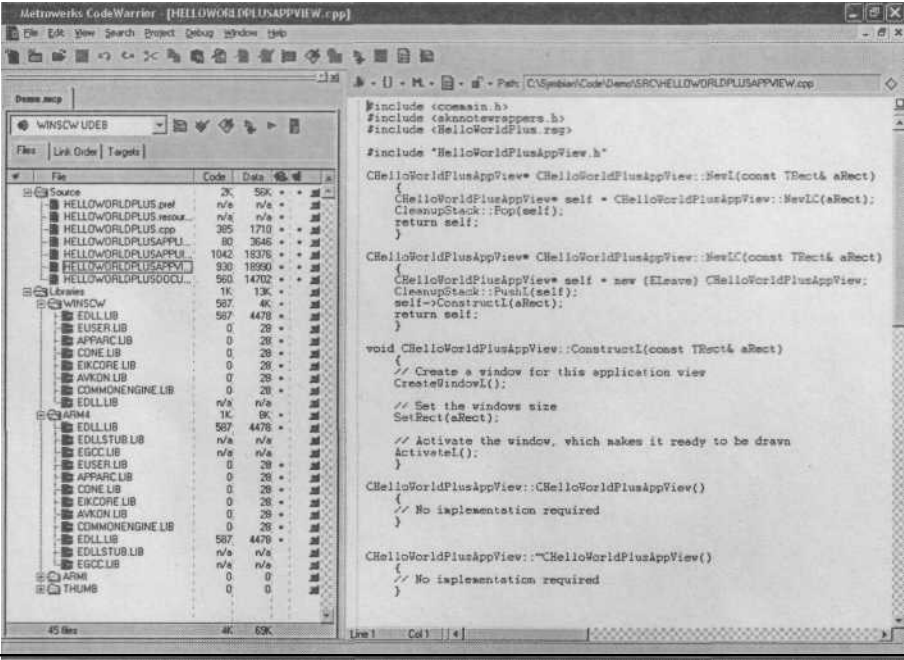 Metrowerks CodeWarrior - [HELLOWORLDPLUSAPPVIEW.cpp]
File Edit View Search Project Debug Window Help
Path: C:\Symbian\Code\Demo\SRC\HELLOWORLDPLUSAPPVIEW.cpp
Demo.mcp
WINSCW UDEB
Files Link Order Targets
File Code Data
Source 2K 56K
HELLOWORLDPLUS.pref n/a n/a
HELLOWORLDPLUS.resour... n/a n/a
HELLOWORLDPLUS.cpp 385 1710
HELLOWORLDPLUSAPPLI... 80 3646
HELLOWORLDPLUSAPPUI... 1042 18376
HELLOWORLDPLUSAPPVI... 930 18990
HELLOWORLDPLUSDOCU... 560 14702
Libraries 1K 13K
WINSCW 587 4K
EDLL.LIB 587 4478
EUSER.LIB 0 28
APPARC.LIB 0 28
CONE.LIB 0 28
EIKCORE.LIB 0 28
AVKON.LIB 0 28
COMMONENGINE.LIB 0 28
EDLL.LIB n/a n/a
ARM4 1K 8K
EDLL.LIB 587 4478
EDLLSTUB.LIB n/a n/a
EGCC.LIB n/a n/a
EUSER.LIB 0 28
APPARC.LIB 0 28
CONE.LIB 0 28
EIKCORE.LIB 0 28
AVKON.LIB 0 28
COMMONENGINE.LIB 0 28
EDLL.LIB 587 4478
EDLLSTUB.LIB n/a n/a
EGCC.LIB n/a n/a
ARMI 0 0
THUMB 0 0
45 files 4K 69K
#include <coemain.h>
#include <aknnotewrappers.h>
#include <HelloWorldPlus.rsg>
#include "HelloWorldPlusAppView.h"
CHelloWorldPlusAppView* CHelloWorldPlusAppView::NewL(const TRect& aRect)
{
CHelloWorldPlusAppView* self = CHelloWorldPlusAppView::NewLC(aRect);
CleanupStack::Pop(self);
return self;
}
CHelloWorldPlusAppView* CHelloWorldPlusAppView::NewLC(const TRect& aRect)
{
CHelloWorldPlusAppView* self = new (ELeave) CHelloWorldPlusAppView;
CleanupStack::PushL(self);
self->ConstructL(aRect);
return self;
}
void CHelloWorldPlusAppView::ConstructL(const TRect& aRect)
{
// Create a window for this application view
CreateWindowL();
// Set the windows size
SetRect(aRect);
// Activate the window, which makes it ready to be drawn
ActivateL();
}
CHelloWorldPlusAppView::CHelloWorldPlusAppView()
{
// No implementation required
}
CHelloWorldPlusAppView::~CHelloWorldPlusAppView()
{
// No implementation required
}
Line 1 Col 1